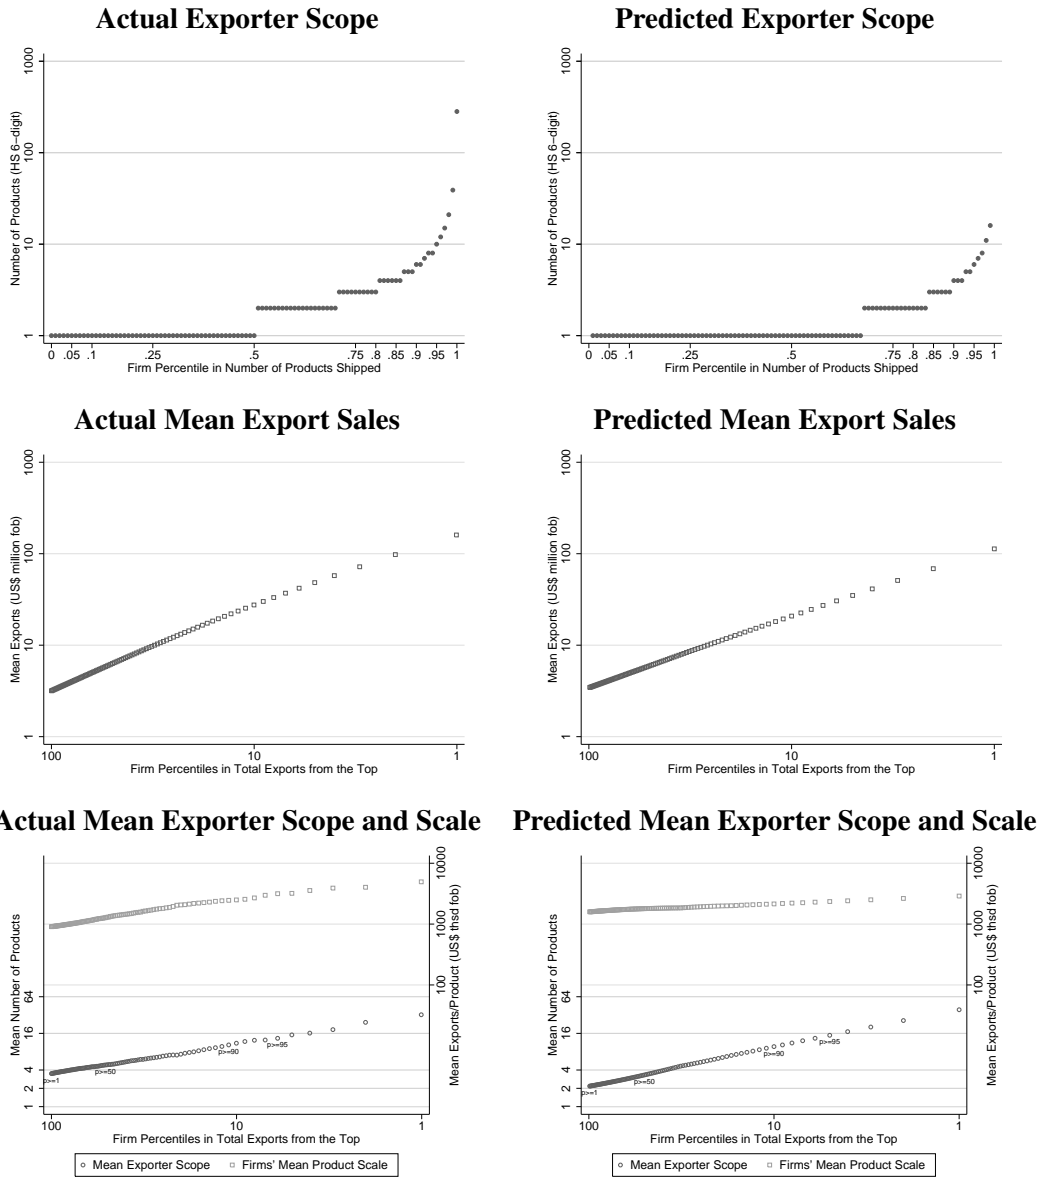 Actual Exporter Scope
Predicted Exporter Scope
Number of Products (HS 6−digit)
1000
100
10
1
0 .05 .1 .25 .5 .75 .8 .85 .9 .95 1
Firm Percentile in Number of Products Shipped
Number of Products (HS 6−digit)
1000
100
10
1
0 .05 .1 .25 .5 .75 .8 .85 .9 .95 1
Firm Percentile in Number of Products Shipped
Actual Mean Export Sales
Predicted Mean Export Sales
Mean Exports (US$ million fob)
1000
100
10
1
100 10 1
Firm Percentiles in Total Exports from the Top
Mean Exports (US$ million fob)
1000
100
10
1
100 10 1
Firm Percentiles in Total Exports from the Top
Actual Mean Exporter Scope and Scale
Predicted Mean Exporter Scope and Scale
Mean Number of Products
64
16
4
2
1
10000
1000
100
Mean Exports/Product (US$ thsd fob)
p>=1
p>=50
p>=90
p>=95
100 10 1
Firm Percentiles in Total Exports from the Top
Mean Exporter Scope
Firms' Mean Product Scale
Mean Number of Products
64
16
4
2
1
10000
1000
100
Mean Exports/Product (US$ thsd fob)
p>=1
p>=50
p>=90
p>=95
100 10 1
Firm Percentiles in Total Exports from the Top
Mean Exporter Scope
Firms' Mean Product Scale